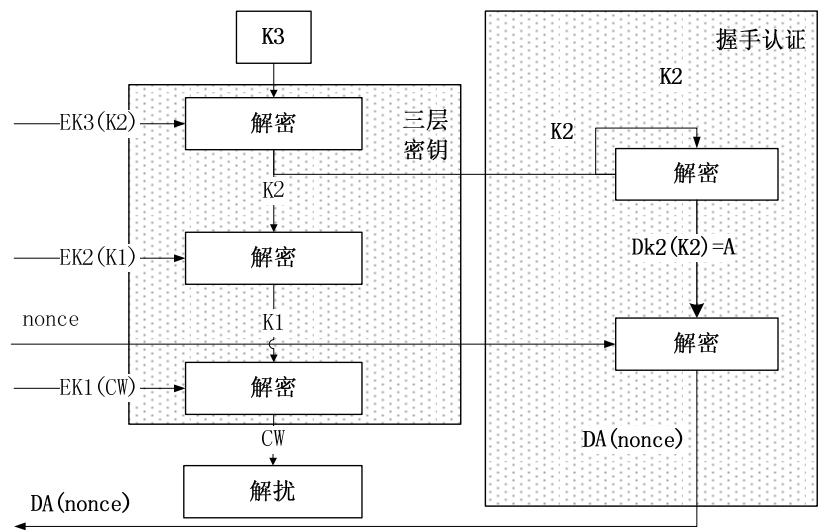 K3
握手认证
K2
EK3(K2)
解密
三层
密钥
K2
解密
K2
Dk2(K2)=A
EK2(K1)
解密
nonce
K1
解密
EK1(CW)
解密
CW
DA(nonce)
解扰
DA(nonce)